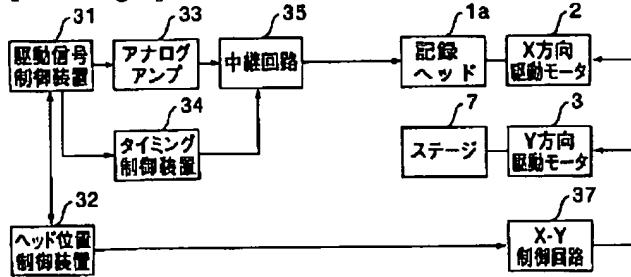 31
33
35
1a
2
駆動信号
制御装置
アナログ
アンプ
中継回路
記録
ヘッド
X方向
駆動モータ
34
7
3
タイミング
制御装置
ステージ
Y方向
駆動モータ
32
37
ヘッド位置
制御装置
X-Y
制御回路